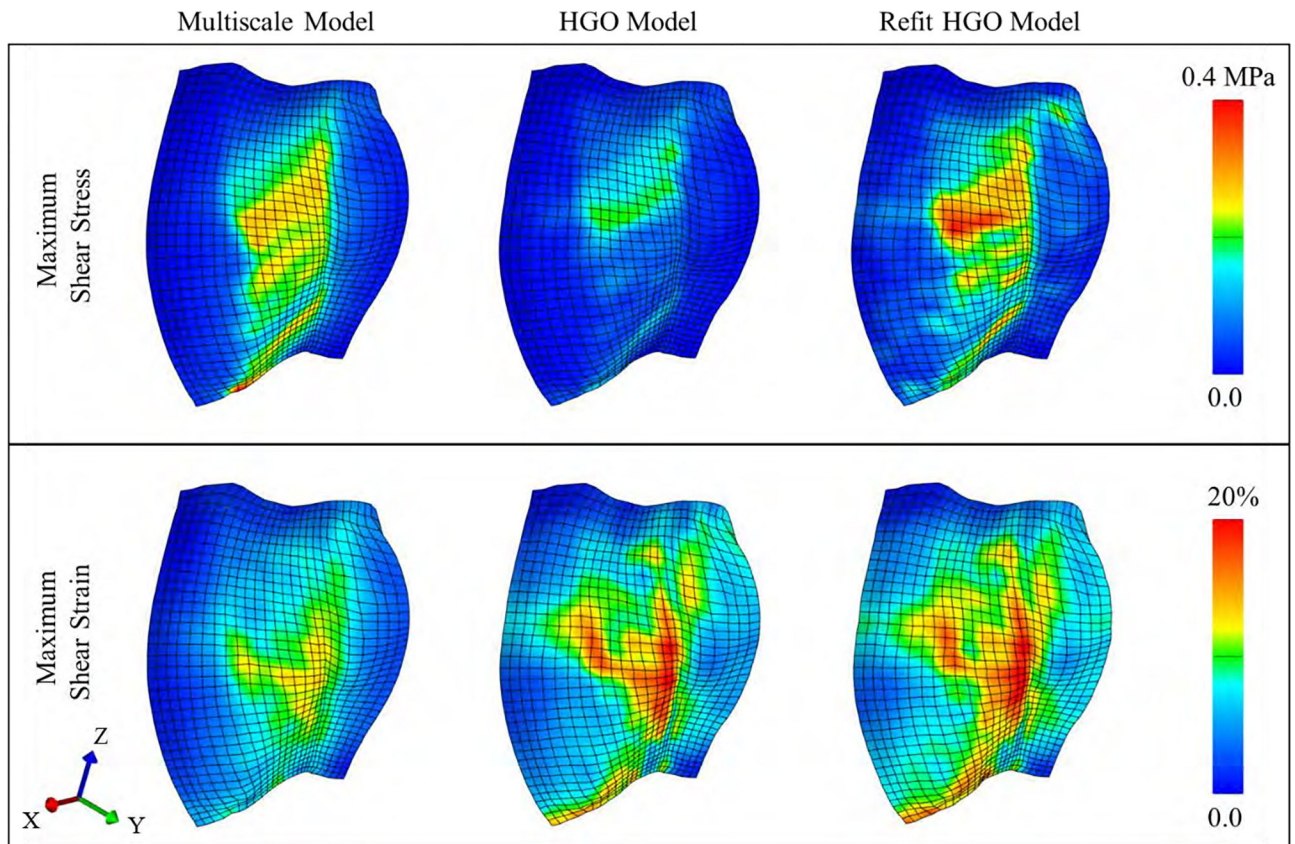 Multiscale Model HGO Model Refit HGO Model
0.4 MPa
Maximum
Shear Stress
0.0
20%
Maximum
Shear Strain
Z
X
Y
0.0